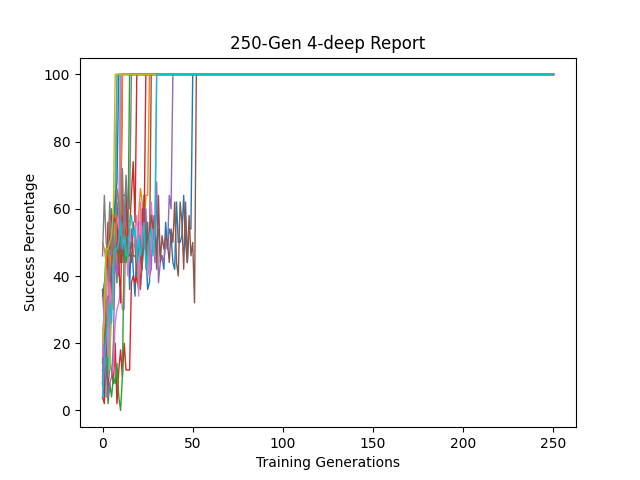 250-Gen 4-deep Report
100
80
60
40
20
0
Success Percentage
0 50 100 150 200 250
Training Generations